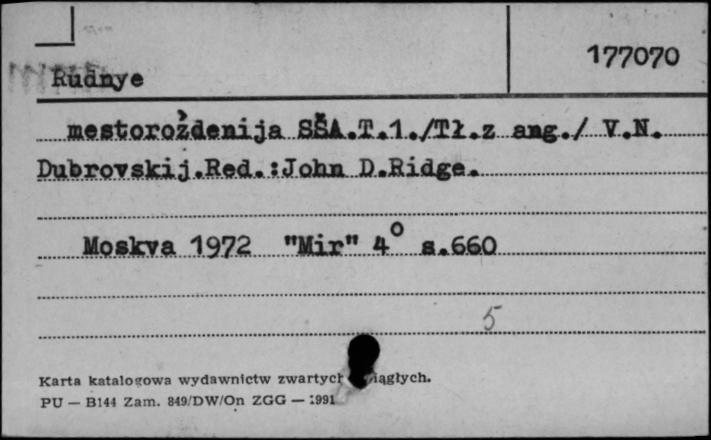 177070
Rudnye
mestoroždenija SŠA.T.1./Tł.z ang./ V.N.
Dubrovskij.Red.:John D.Ridge.
Moskva 1972 "Mir" 4° s.660
5
Karta katalogowa wydawnictw zwartych
PU — B144 Zam. 849/DW/On ZGG — 1991